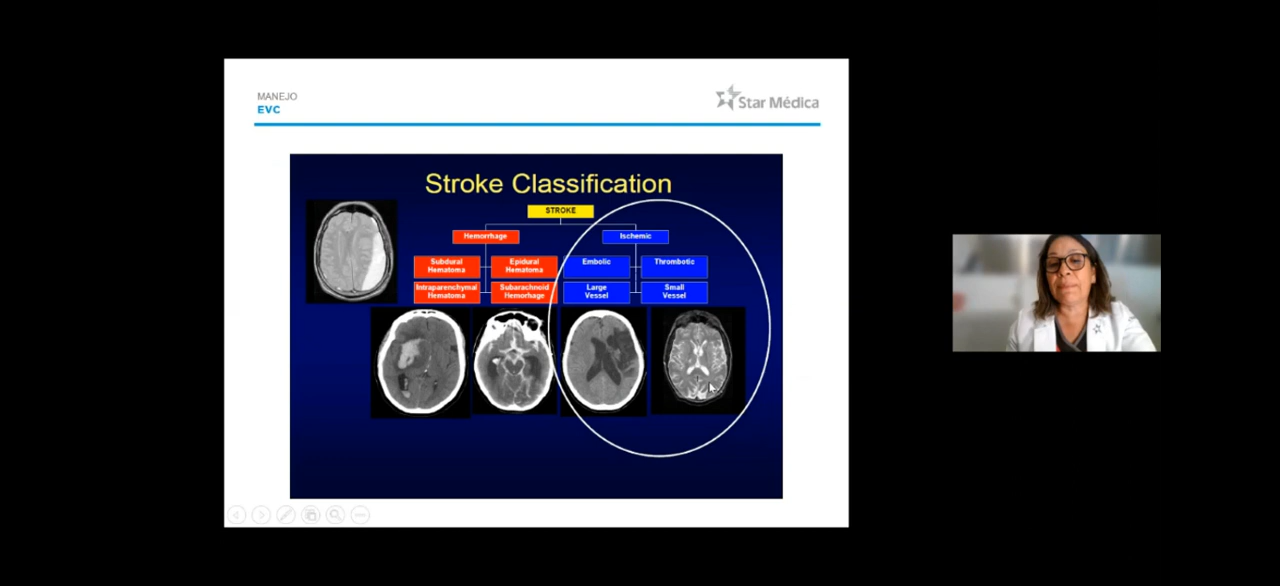 MANEJO
EVC
Star Médica
Stroke Classification
STROKE
Hemorrhage
Ischemic
Subdural
Hematoma
Epidural
Hematoma
Embolic
Thrombotic
Intraparenchymal
Hematoma
Subarachnoid
Hemorhage
Large
Vessel
Small
Vessel